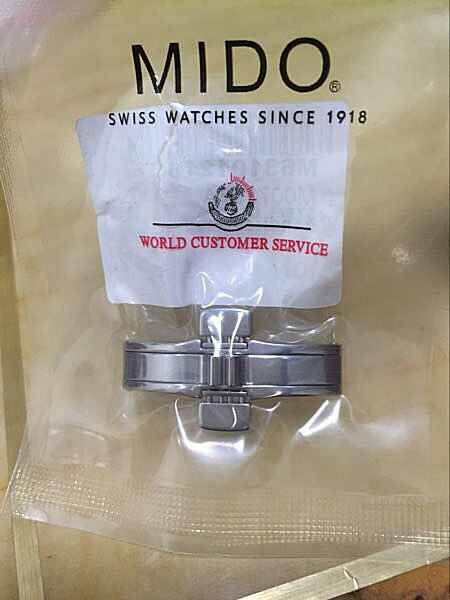 MIDO®
SWISS WATCHES SINCE 1918
WORLD CUSTOMER SERVICE